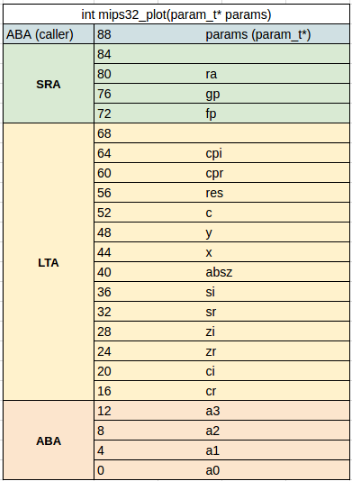 int mips32_plot(param_t* params)
ABA (caller) 88 params (param_t*)
84
SRA 80 ra
76 gp
72 fp
68
64 cpi
60 cpr
56 res
52 c
48 y
44 x
LTA 40 absz
36 si
32 sr
28 zi
24 zr
20 ci
16 cr
12 a3
ABA 8 a2
4 a1
0 a0